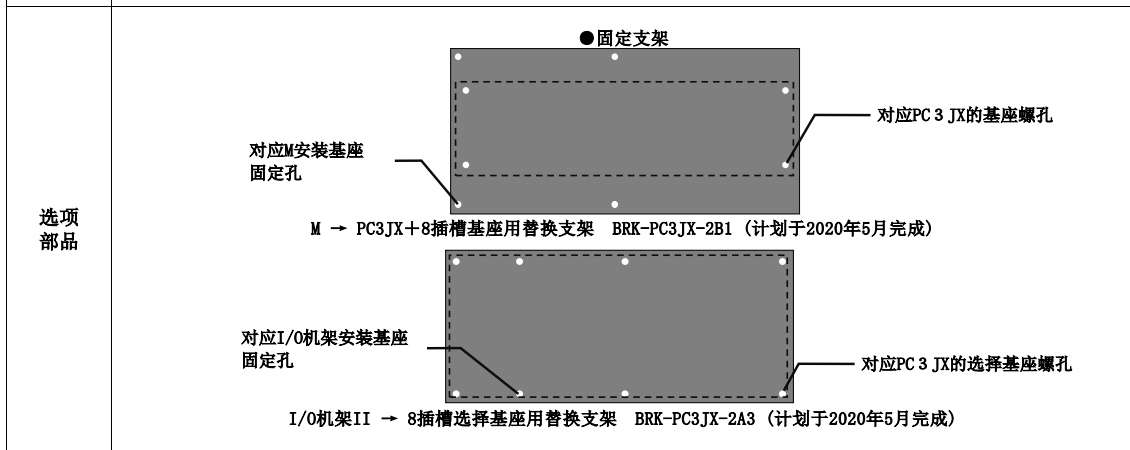 ●固定支架
对应PC３JX的基座螺孔
对应M安装基座
固定孔
选项
部品
M → PC3JX＋8插槽基座用替换支架 BRK-PC3JX-2B1 (计划于2020年5月完成)
对应I/O机架安装基座
固定孔
对应PC３JX的选择基座螺孔
I/O机架II → 8插槽选择基座用替换支架 BRK-PC3JX-2A3 (计划于2020年5月完成)